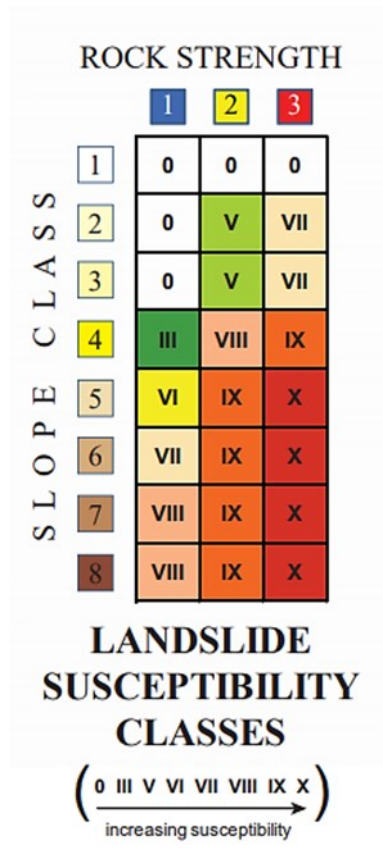 ROCK STRENGTH
1 2 3
SLOPE CLASS
1 0 0 0
2 0 V VII
3 0 V VII
4 III VIII IX
5 VI IX X
6 VII IX X
7 VIII IX X
8 VIII IX X
LANDSLIDE
SUSCEPTIBILITY
CLASSES
(0 III V VI VII VIII IX X)
increasing susceptibility